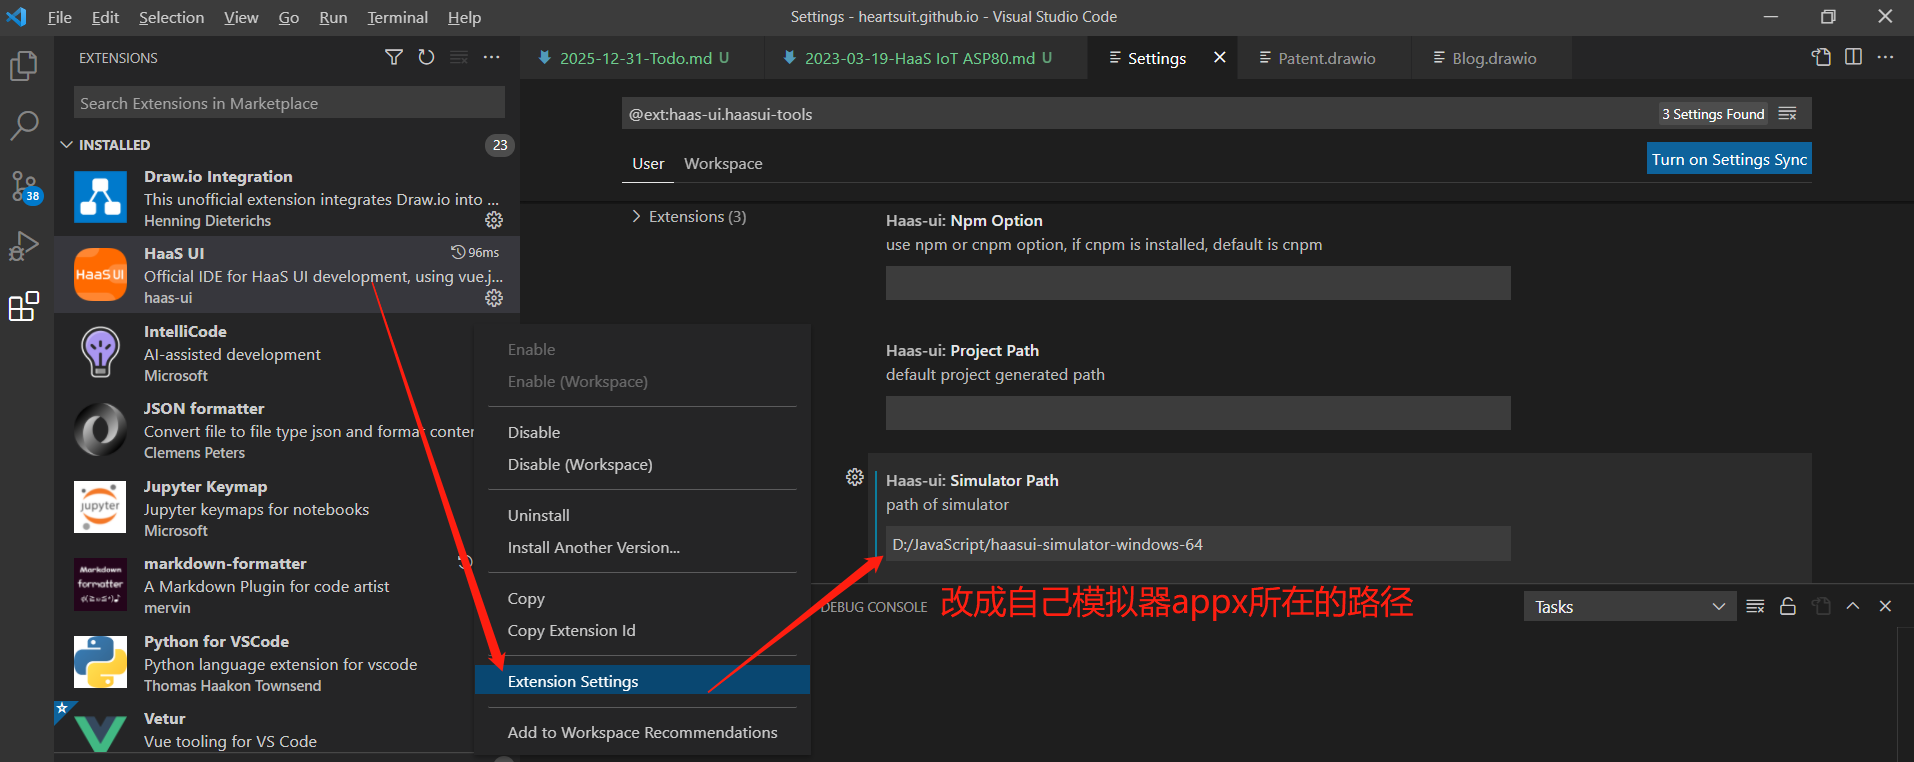 File Edit Selection View Go Run Terminal Help
Settings - heartsuit.github.io - Visual Studio Code
EXTENSIONS
Search Extensions in Marketplace
INSTALLED
23
38
Draw.io Integration
This unofficial extension integrates Draw.io into ...
Henning Dieterichs
HaaS UI
HaaS UI
96ms
Official IDE for HaaS UI development, using vue.j...
haas-ui
IntelliCode
AI-assisted development
Microsoft
JSON formatter
Convert file to file type json and format conter
Clemens Peters
jupyter
Jupyter Keymap
Jupyter keymaps for notebooks
Microsoft
Markdown
formatter
markdown-formatter
A Markdown Plugin for code artist
mervin
Python for VSCode
Python language extension for vscode
Thomas Haakon Townsend
Vetur
Vue tooling for VS Code
Enable
Enable (Workspace)
Disable
Disable (Workspace)
Uninstall
Install Another Version...
Copy
Copy Extension Id
Extension Settings
Add to Workspace Recommendations
2025-12-31-Todo.md U
2023-03-19-HaaS IoT ASP80.md U
Settings
Patent.drawio
Blog.drawio
@ext:haas-ui.haasui-tools
3 Settings Found
User Workspace
Turn on Settings Sync
Extensions (3)
Haas-ui: Npm Option
use npm or cnpm option, if cnpm is installed, default is cnpm
Haas-ui: Project Path
default project generated path
Haas-ui: Simulator Path
path of simulator
D:/JavaScript/haasui-simulator-windows-64
DEBUG CONSOLE
改成自己模拟器appx所在的路径
Tasks